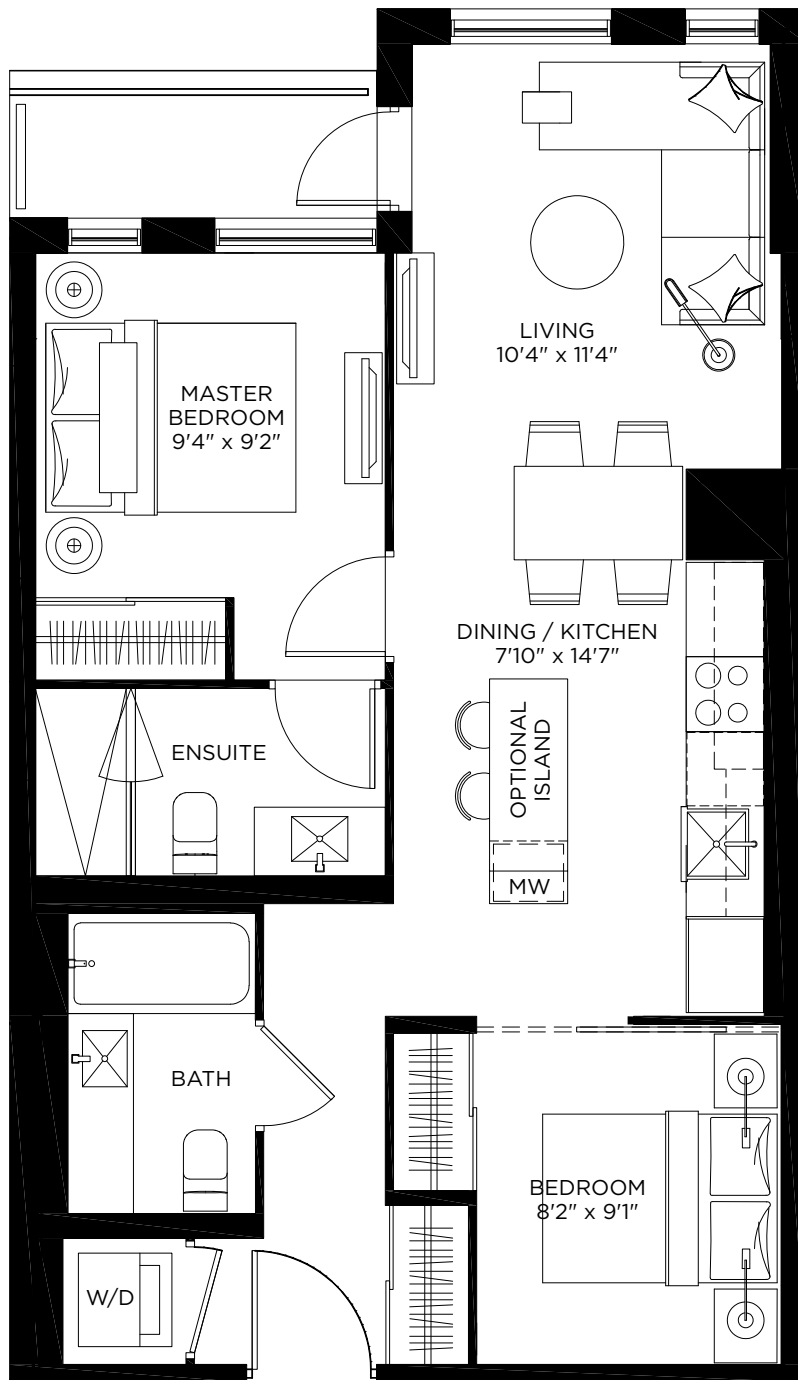 LIVING
10'4" x 11'4"
MASTER
BEDROOM
9'4" x 9'2"
DINING / KITCHEN
7'10" x 14'7"
OPTIONAL
ISLAND
ENSUITE
MW
BATH
BEDROOM
8'2" x 9'1"
W/D